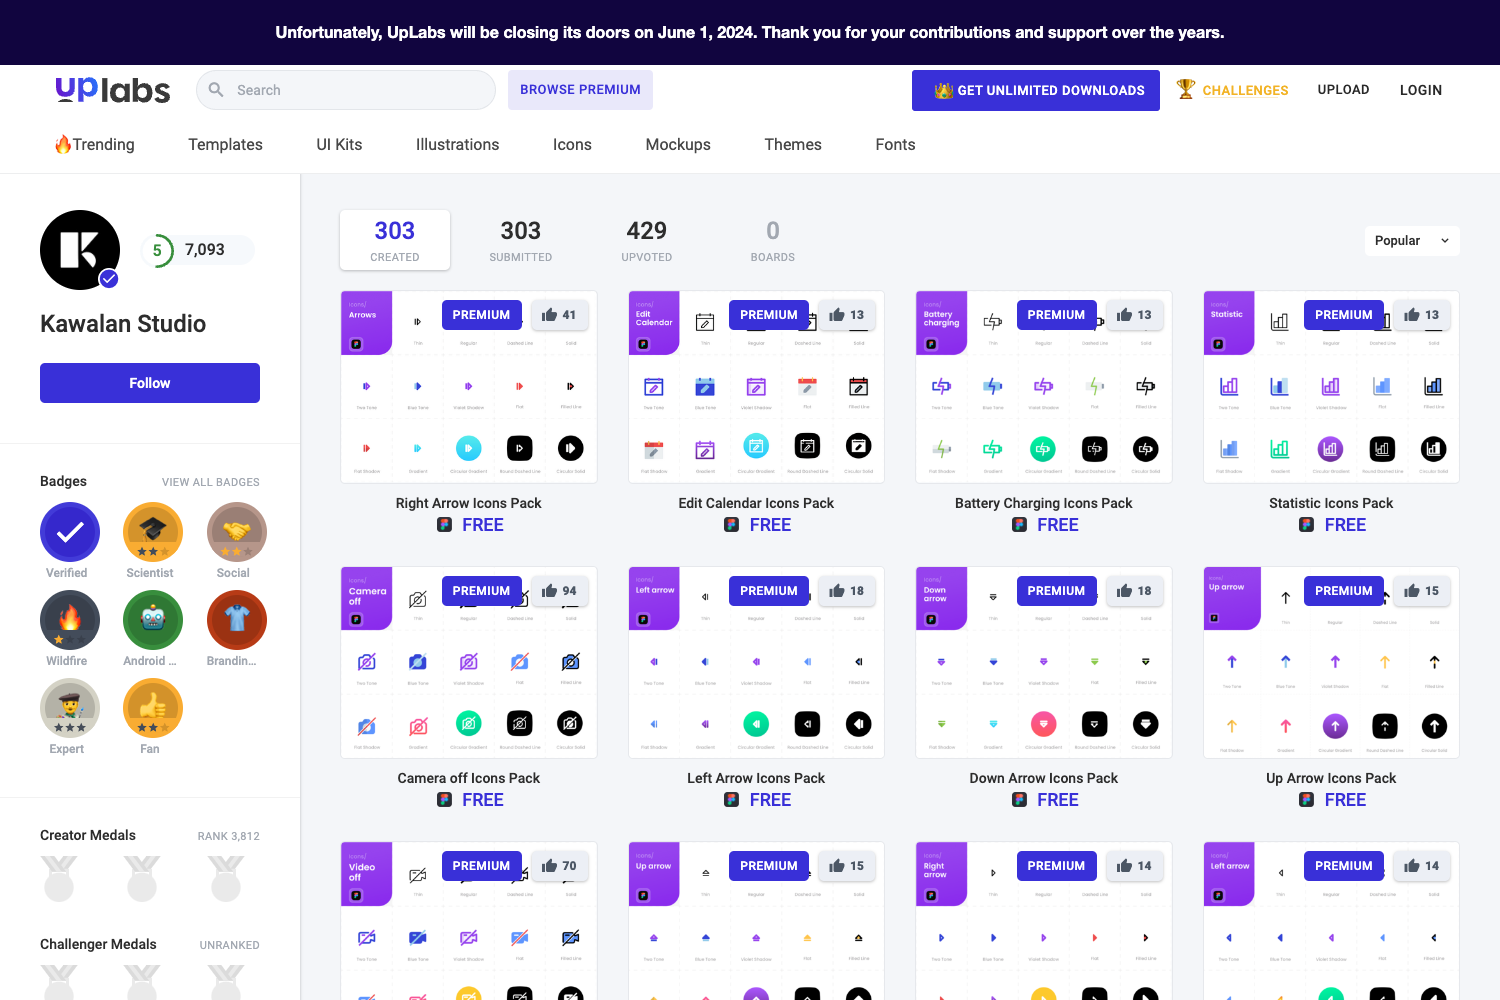 Unfortunately, UpLabs will be closing its doors on June 1, 2024. Thank you for your contributions and support over the years.
uplabs
Search
BROWSE PREMIUM
GET UNLIMITED DOWNLOADS
CHALLENGES
UPLOAD
LOGIN
Trending
Templates
UI Kits
Illustrations
Icons
Mockups
Themes
Fonts
5
7,093
Kawalan Studio
Follow
Badges
VIEW ALL BADGES
Verified
Scientist
Social
Wildfire
Android ...
Brandin...
Expert
Fan
Creator Medals
RANK 3,812
Challenger Medals
UNRANKED
303
CREATED
303
SUBMITTED
429
UPVOTED
0
BOARDS
Popular
Arrows
PREMIUM
41
Right Arrow Icons Pack
FREE
Edit
Calendar
PREMIUM
13
Edit Calendar Icons Pack
FREE
Battery
charging
PREMIUM
13
Battery Charging Icons Pack
FREE
Statistic
PREMIUM
13
Statistic Icons Pack
FREE
Camera
off
PREMIUM
94
Camera off Icons Pack
FREE
Left arrow
PREMIUM
18
Left Arrow Icons Pack
FREE
Down
arrow
PREMIUM
18
Down Arrow Icons Pack
FREE
Up arrow
PREMIUM
15
Up Arrow Icons Pack
FREE
Video
off
PREMIUM
70
Up arrow
PREMIUM
15
Right
arrow
PREMIUM
14
Left arrow
PREMIUM
14